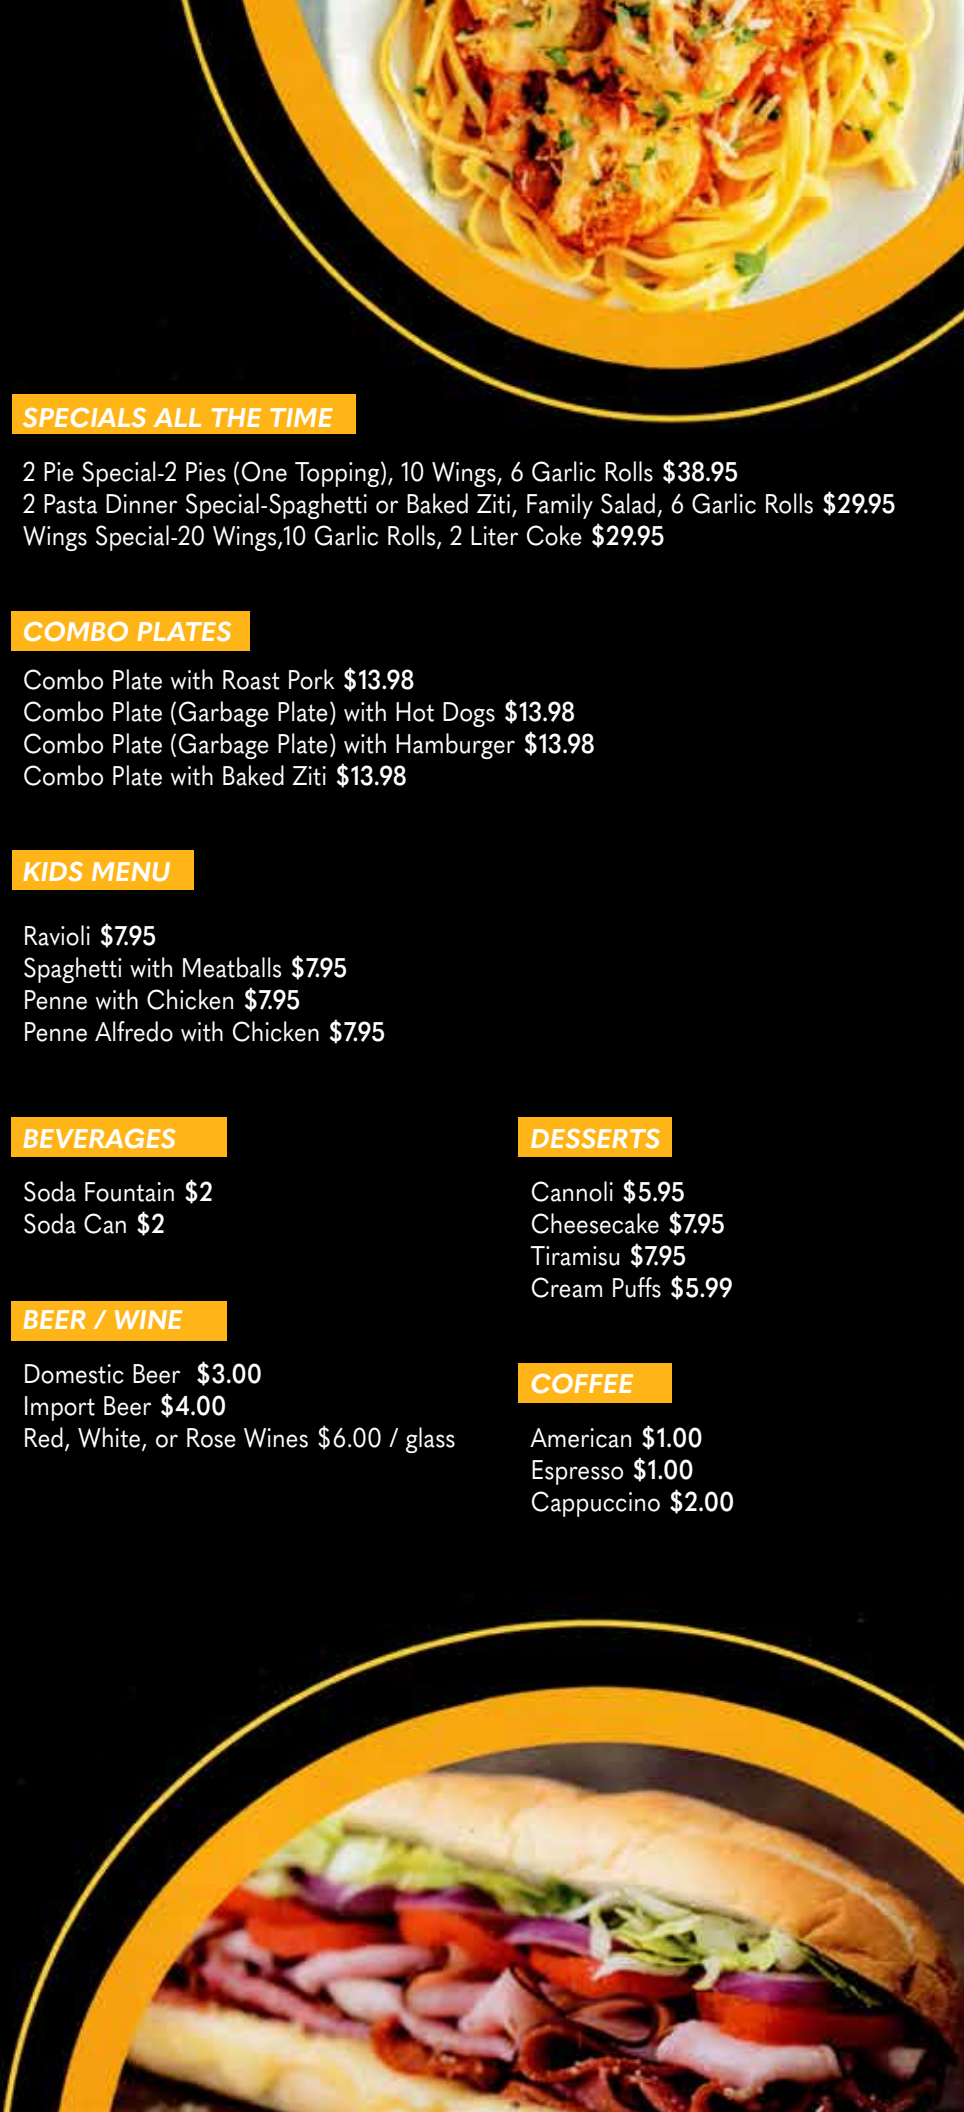 SPECIALS ALL THE TIME
2 Pie Special-2 Pies (One Topping), 10 Wings, 6 Garlic Rolls $38.95
2 Pasta Dinner Special-Spaghetti or Baked Ziti, Family Salad, 6 Garlic Rolls $29.95
Wings Special-20 Wings,10 Garlic Rolls, 2 Liter Coke $29.95
COMBO PLATES
Combo Plate with Roast Pork $13.98
Combo Plate (Garbage Plate) with Hot Dogs $13.98
Combo Plate (Garbage Plate) with Hamburger $13.98
Combo Plate with Baked Ziti $13.98
KIDS MENU
Ravioli $7.95
Spaghetti with Meatballs $7.95
Penne with Chicken $7.95
Penne Alfredo with Chicken $7.95
BEVERAGES
Soda Fountain $2
Soda Can $2
BEER / WINE
Domestic Beer $3.00
Import Beer $4.00
Red, White, or Rose Wines $6.00 / glass
DESSERTS
Cannoli $5.95
Cheesecake $7.95
Tiramisu $7.95
Cream Puffs $5.99
COFFEE
American $1.00
Espresso $1.00
Cappuccino $2.00